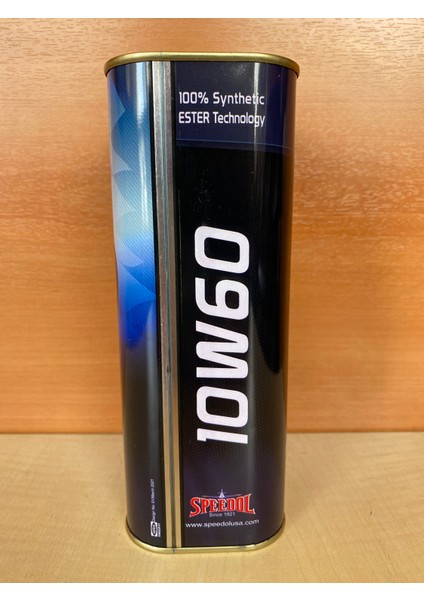 100% Synthetic
ESTER Technology
10W60
SPEEDOL
Since 1921
www.speedolusa.com